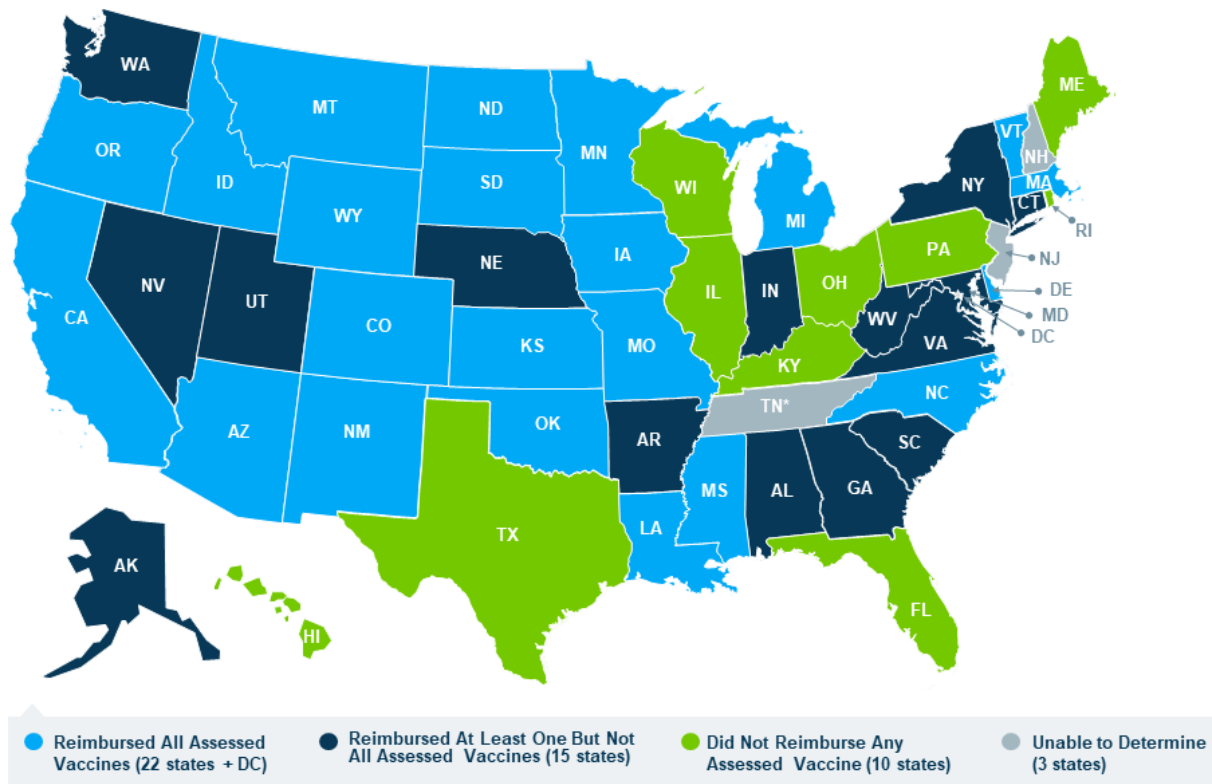 WA
ME
MT
ND
VT
OR
MN
NH
ID
SD
WI
NY
MA
WY
MI
CT
RI
IA
PA
NE
NJ
NV
OH
IL
IN
DE
UT
CA
CO
WV
MD
KS
MO
VA
DC
KY
NC
TN*
AZ
NM
OK
AR
SC
MS
AL
GA
LA
TX
AK
FL
HI
Reimbursed All Assessed
Vaccines (22 states + DC)
Reimbursed At Least One But Not
All Assessed Vaccines (15 states)
Did Not Reimburse Any
Assessed Vaccine (10 states)
Unable to Determine
(3 states)